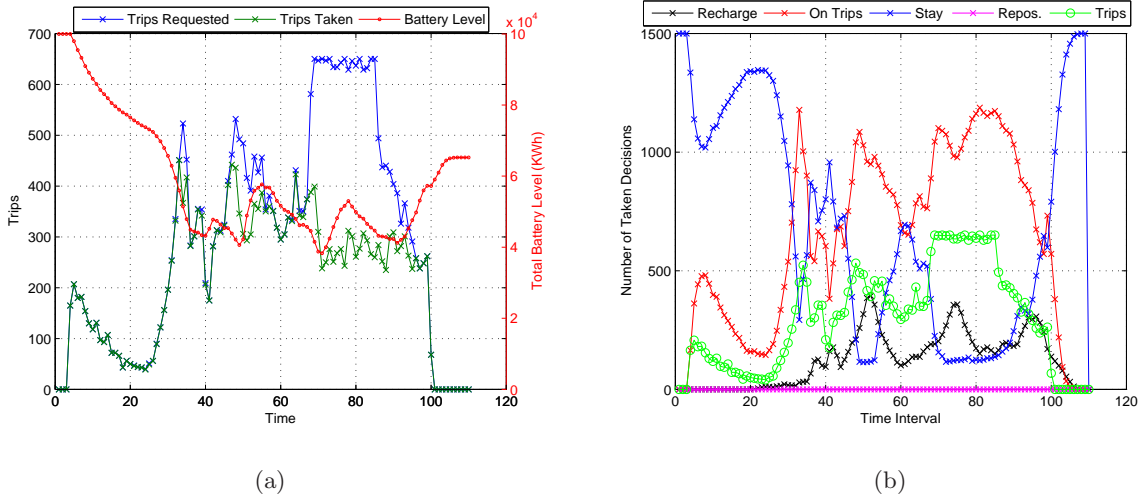 Trips Requested Trips Taken Battery Level
x 10^4
700
600
500
400
300
200
100
0
Trips
10
8
6
4
2
0
Total Battery Level (KWh)
0 20 40 60 80 100 120
Time
(a)
Recharge On Trips Stay Repos. Trips
1500
1000
500
0
Number of Taken Decisions
0 20 40 60 80 100 120
Time Interval
(b)